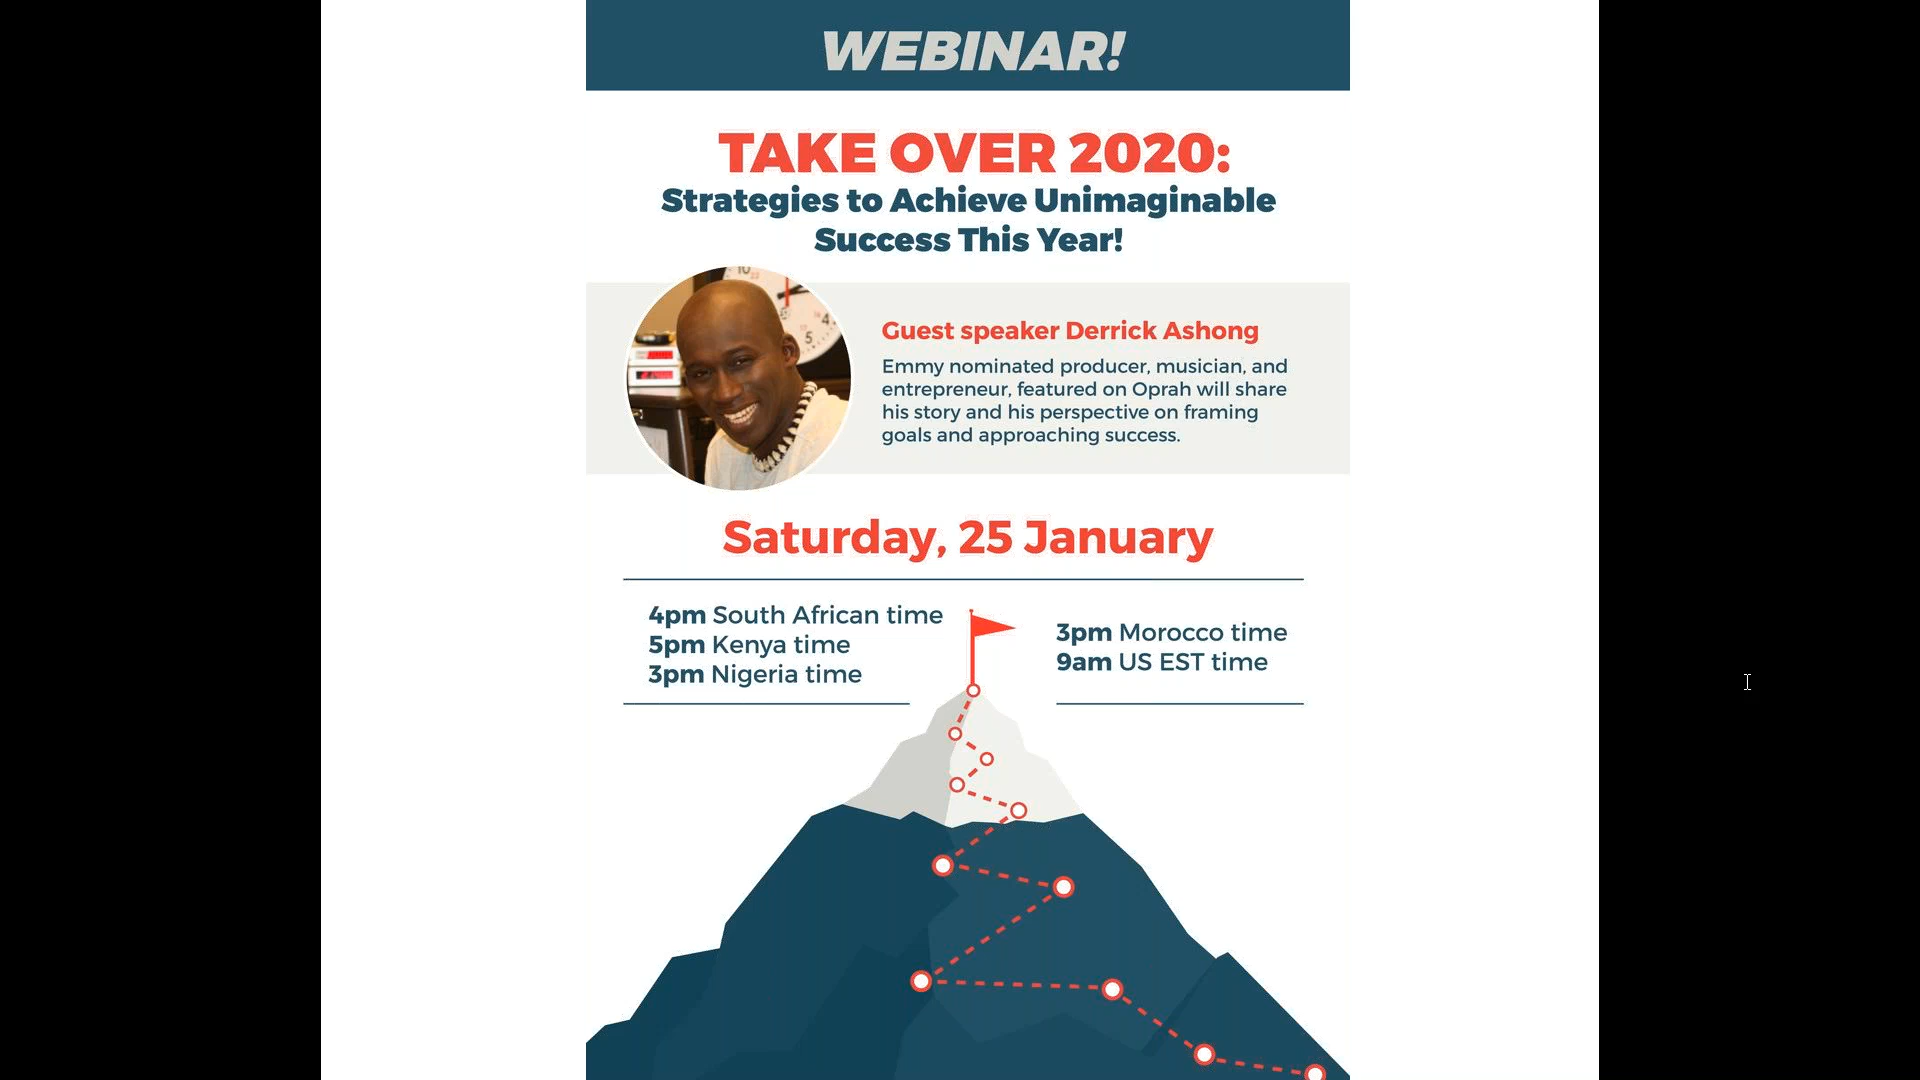 WEBINAR!
TAKE OVER 2020:
Strategies to Achieve Unimaginable
Success This Year!
Guest speaker Derrick Ashong
Emmy nominated producer, musician, and
entrepreneur, featured on Oprah will share
his story and his perspective on framing
goals and approaching success.
Saturday, 25 January
4pm South African time
5pm Kenya time
3pm Nigeria time
3pm Morocco time
9am US EST time